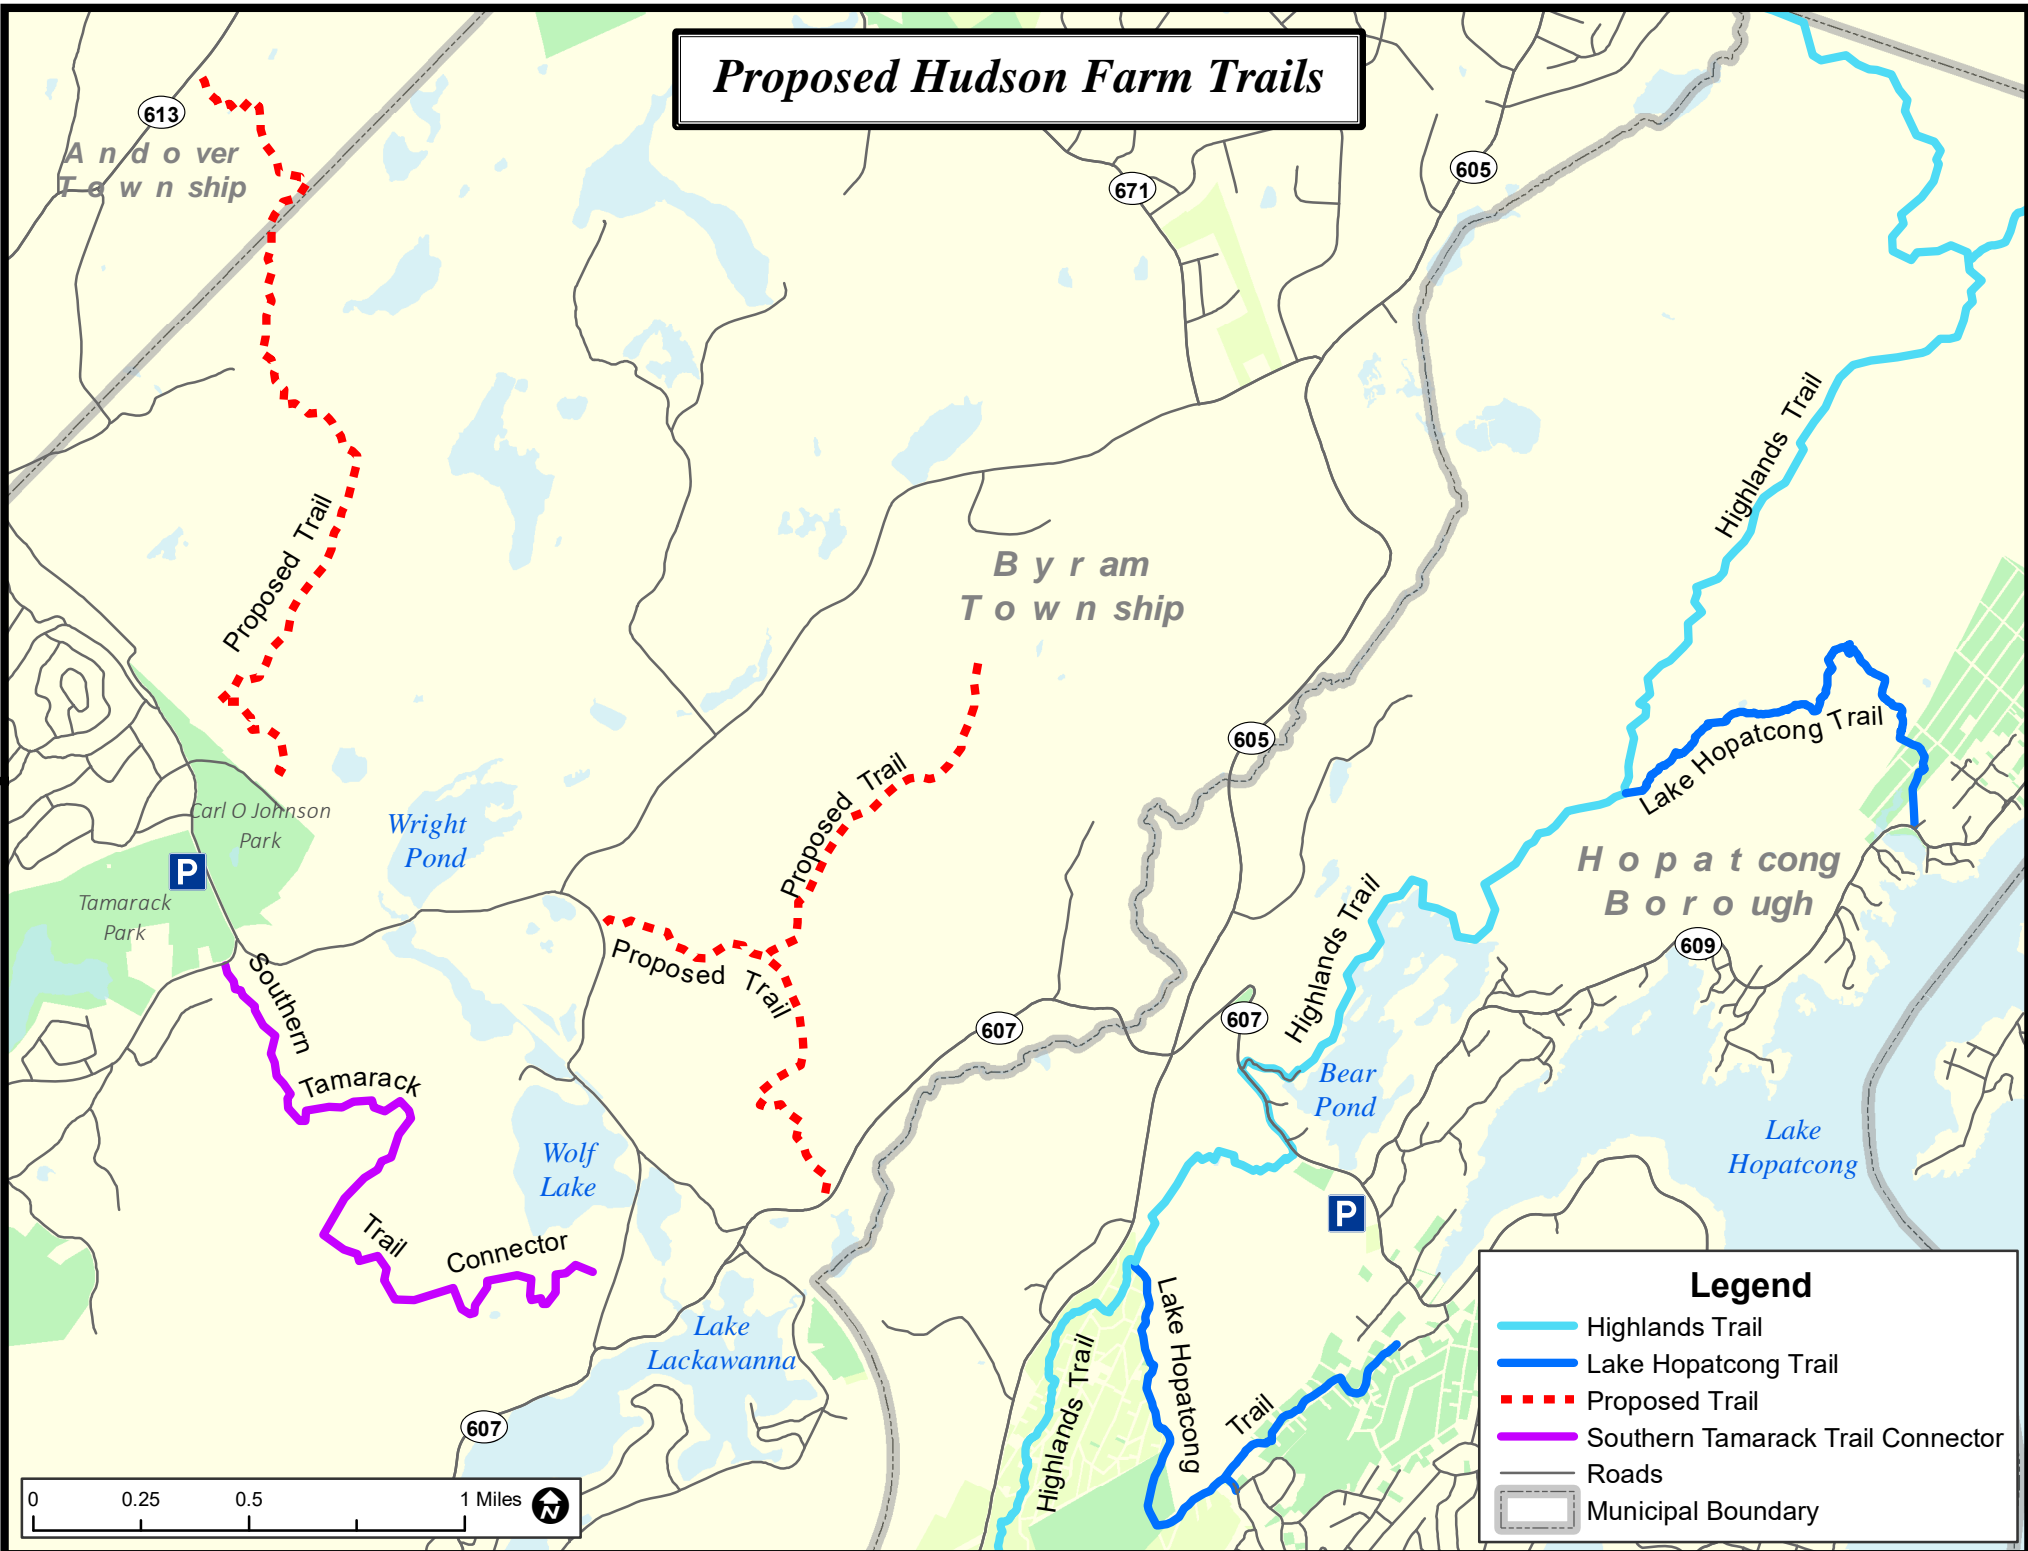 Proposed Hudson Farm Trails
613
Andover
Township
671
605
Highlands Trail
Proposed Trail
Byram
Township
605
Lake Hopatcong Trail
Proposed Trail
Carl O Johnson
Park
Wright
Pond
P
Tamarack
Park
Hopatcong
Borough
609
Highlands Trail
Proposed Trail
607
607
Southern
Tamarack
Trail
Connector
Bear
Pond
Lake
Hopatcong
Wolf
Lake
P
Lake
Lackawanna
Highlands Trail
Lake Hopatcong
Trail
607
0 0.25 0.5 1 Miles
N
Legend
Highlands Trail
Lake Hopatcong Trail
Proposed Trail
Southern Tamarack Trail Connector
Roads
Municipal Boundary